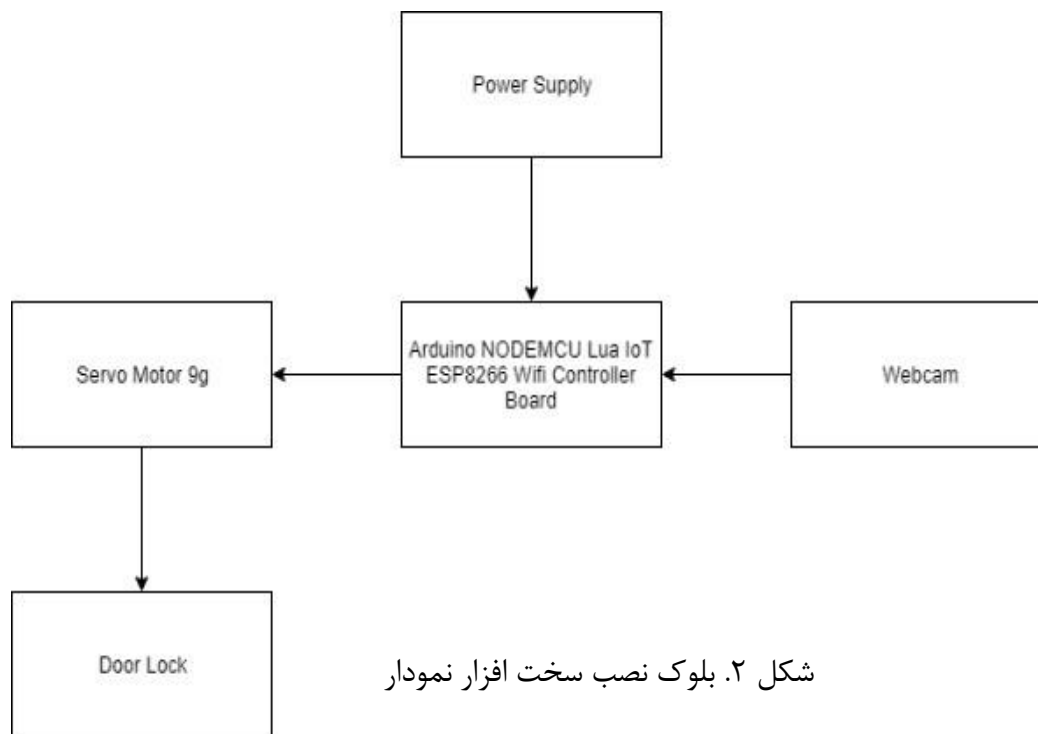 Power Supply
Servo Motor 9g
Arduino NODEMCU Lua IoT
ESP8266 Wifi Controller
Board
Webcam
Door Lock
شکل ۲. بلوک نصب سخت افزار نمودار